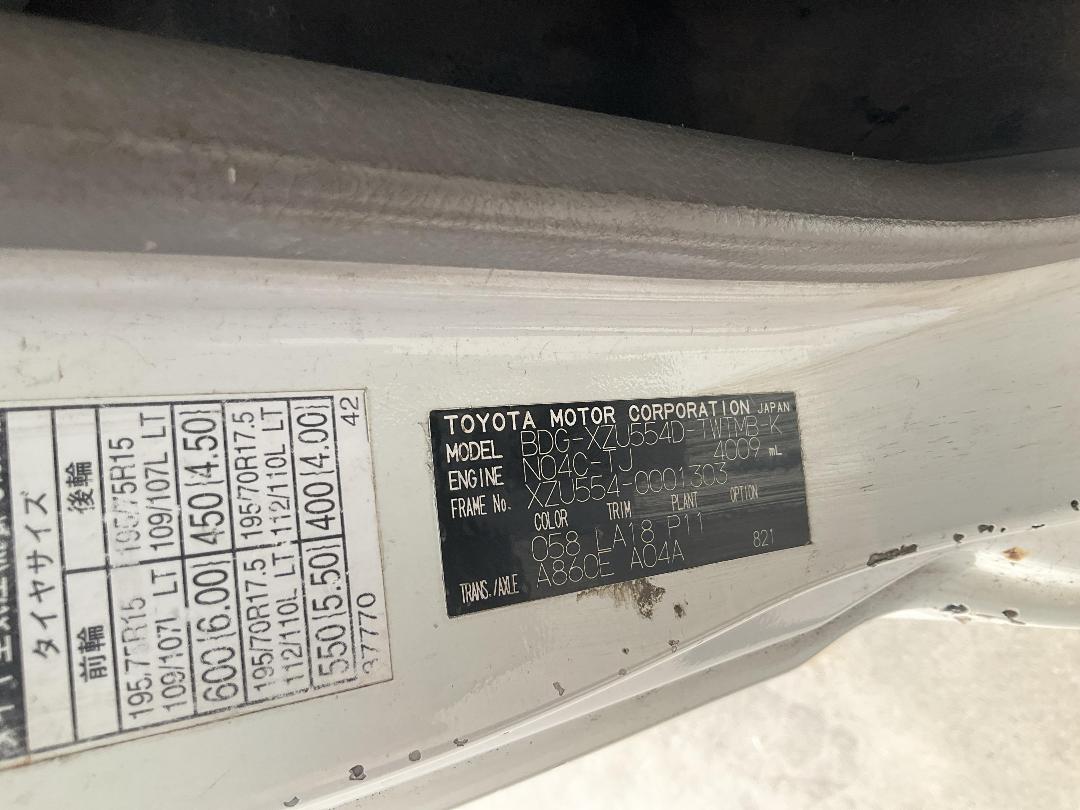 タイヤサイズ
前輪 後輪
195/75R15 195/75R15
109/107L LT 109/107L LT
600(6.00) 450(4.50)
195/70R17.5 195/70R17.5
112/110L LT 112/110L LT
550(5.50) 400(4.00)
37770 42
TOYOTA MOTOR CORPORATION JAPAN
MODEL BDG-XZU554D-TWTMB-K
ENGINE N04C-TJ 4009 mL
FRAME No. XZU554-0001303
COLOR TRIM PLANT OPTION
058 LA18 P11
TRANS./AXLE A860E A04A 821